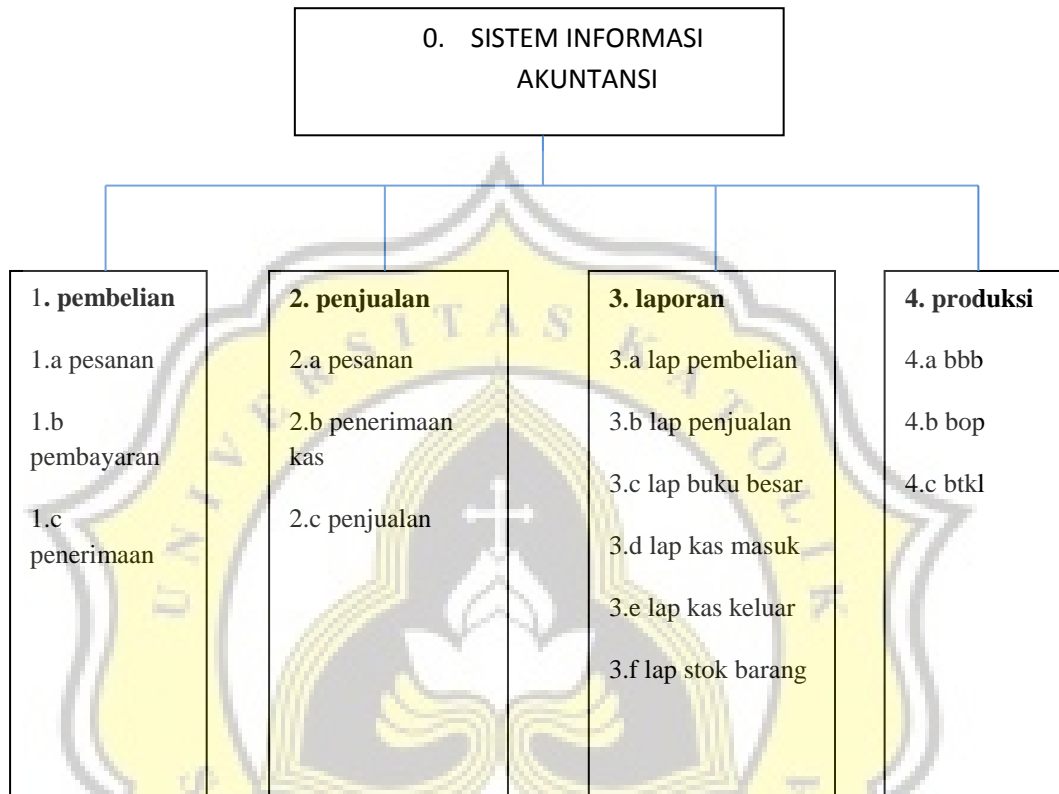 0. SISTEM INFORMASI
AKUNTANSI
1. pembelian
1.a pesanan
1.b
pembayaran
1.c
penerimaan
2. penjualan
2.a pesanan
2.b penerimaan
kas
2.c penjualan
3. laporan
3.a lap pembelian
3.b lap penjualan
3.c lap buku besar
3.d lap kas masuk
3.e lap kas keluar
3.f lap stok barang
4. produksi
4.a bbb
4.b bop
4.c btkl
UNIVERSITAS KATOLIK